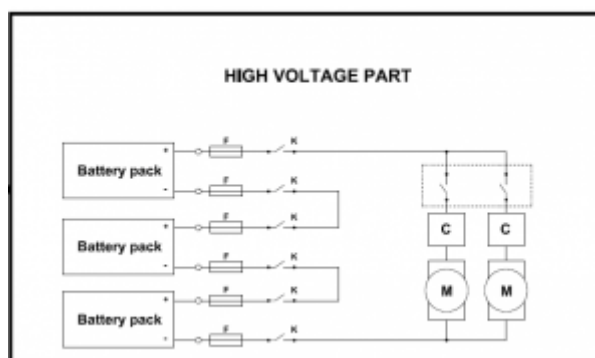 HIGH VOLTAGE PART
F K
+
Battery pack
F K
-
F K
+
Battery pack
C C
F K
-
F K
+
M M
Battery pack
F K
-